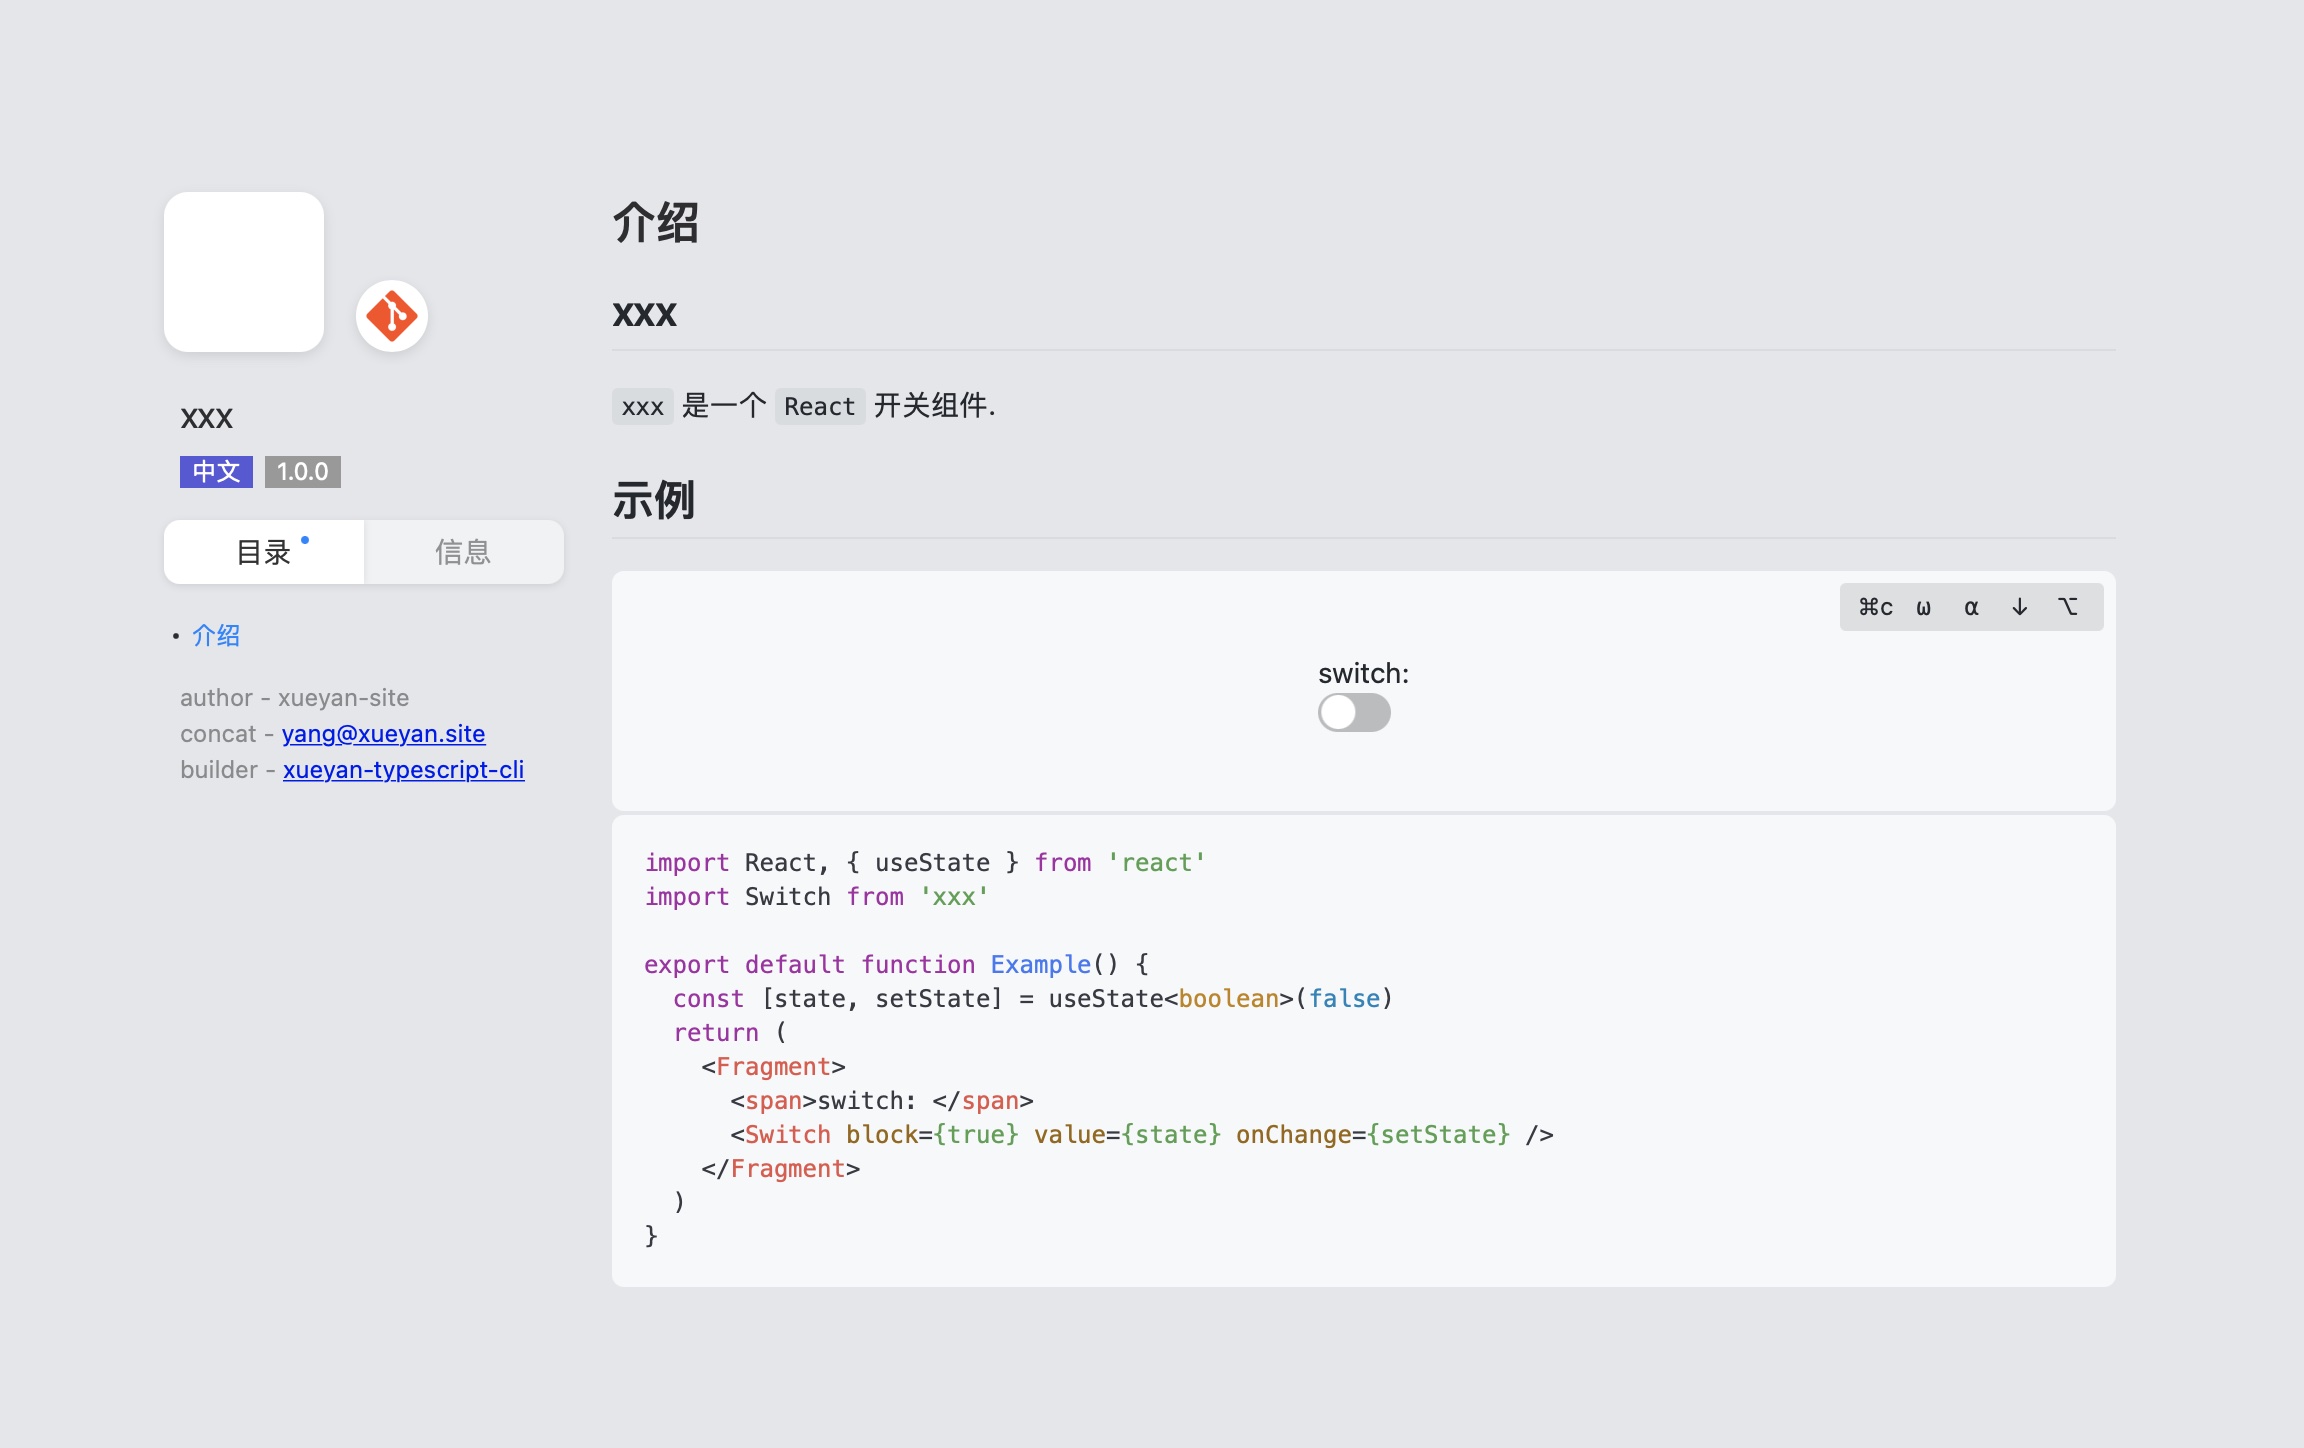 xxx
中文 1.0.0
目录 信息
• 介绍
author - xueyan-site
concat - yang@xueyan.site
builder - xueyan-typescript-cli
介绍
xxx
xxx 是一个 React 开关组件.
示例
⌘c ω α ↓ ⌥
switch:
import React, { useState } from 'react'
import Switch from 'xxx'
export default function Example() {
  const [state, setState] = useState<boolean>(false)
  return (
    <Fragment>
      <span>switch: </span>
      <Switch block={true} value={state} onChange={setState} />
    </Fragment>
  )
}